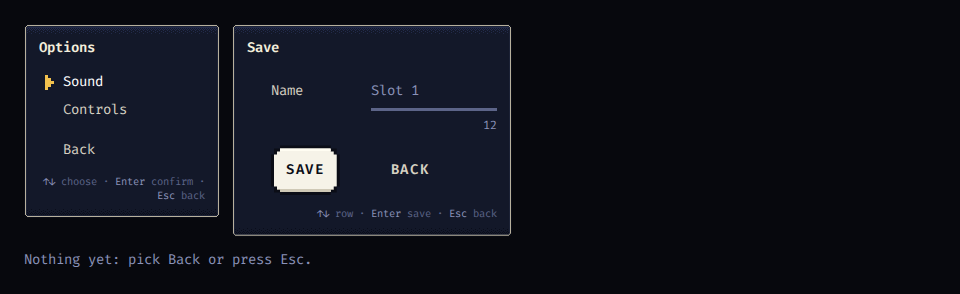 Options
Sound
Controls
Back
↑↓ choose · Enter confirm ·
Esc back
Save
Name Slot 1
12
SAVE BACK
↑↓ row · Enter save · Esc back
Nothing yet: pick Back or press Esc.